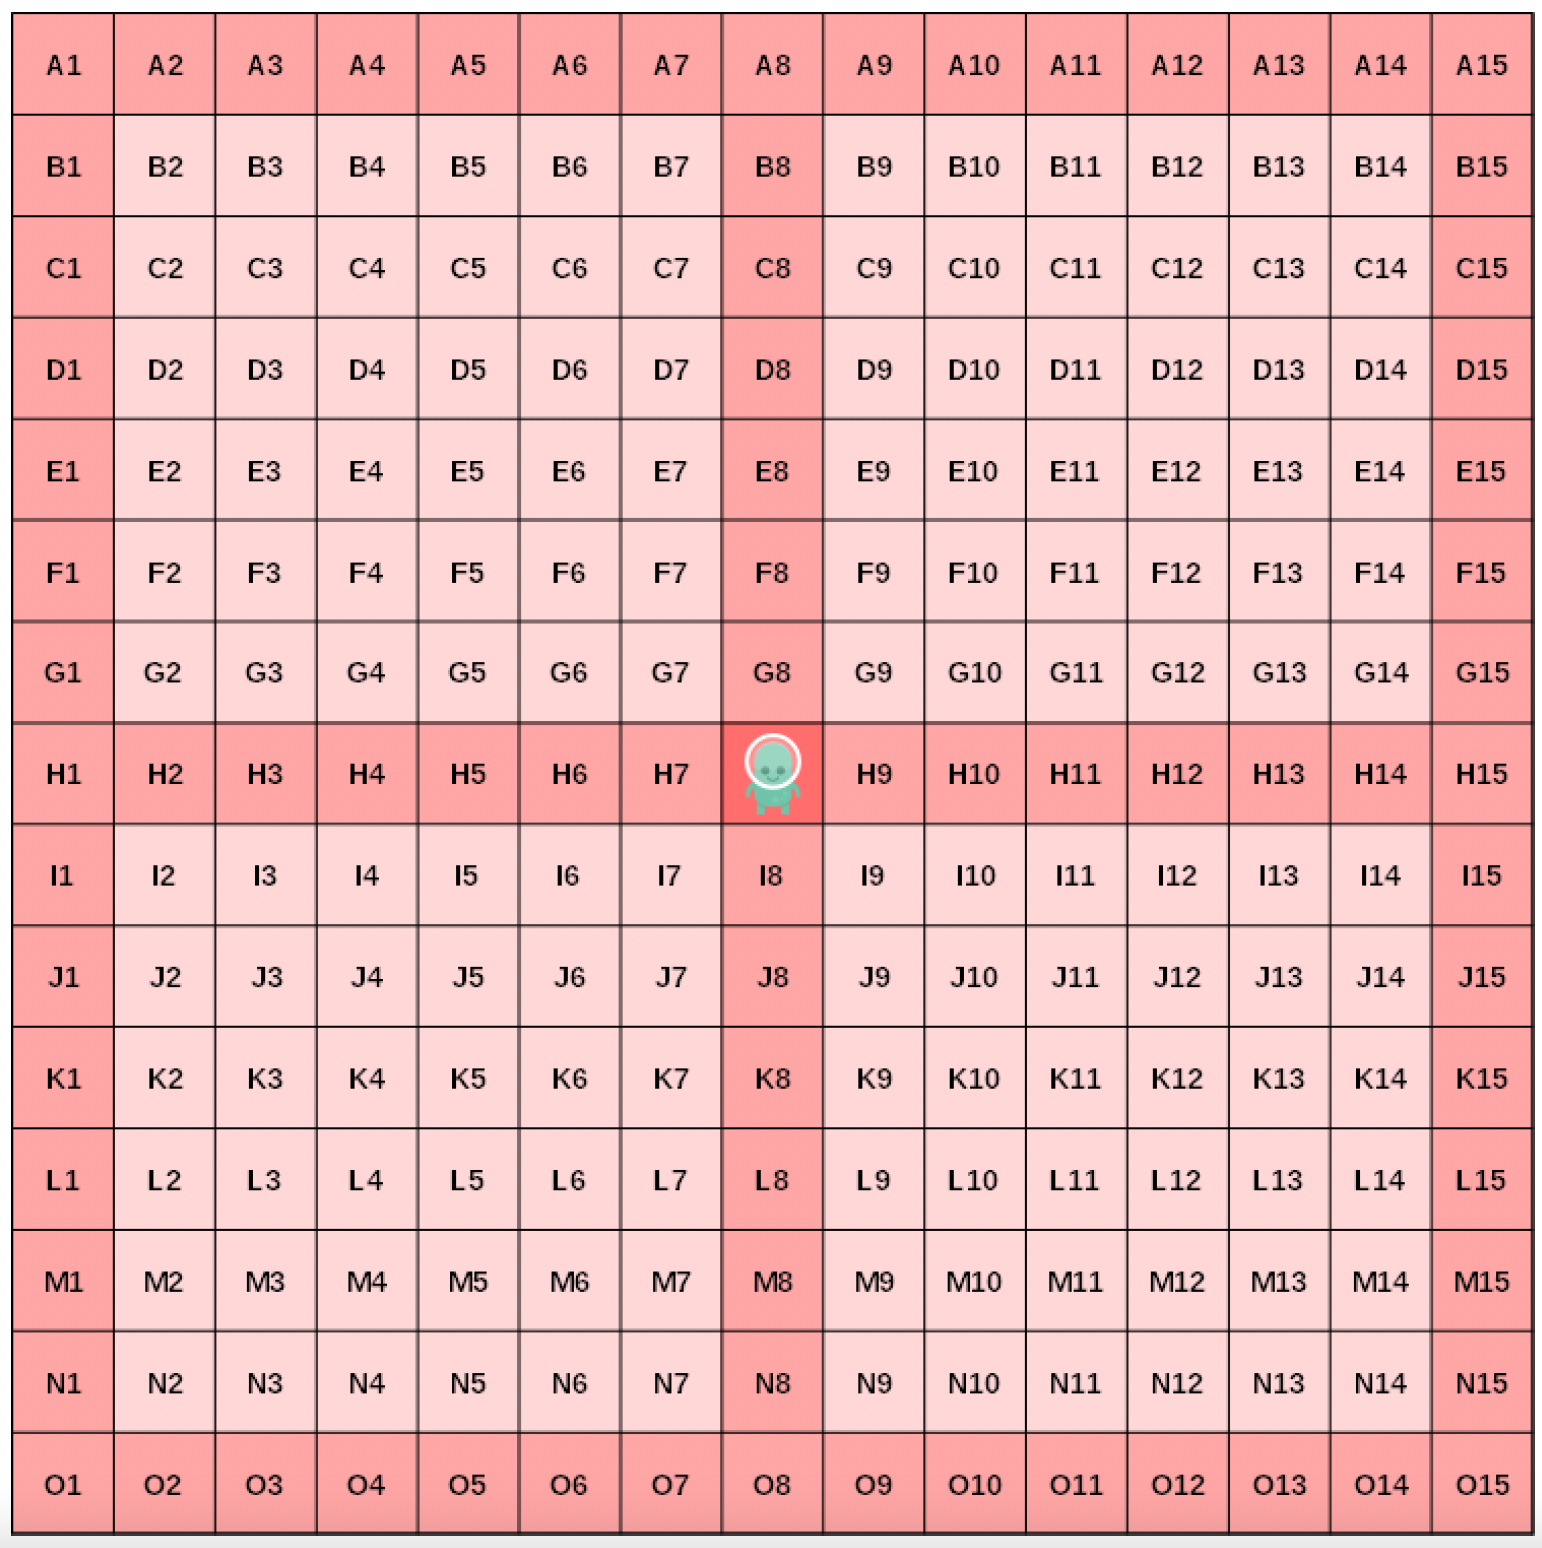 A1 A2 A3 A4 A5 A6 A7 A8 A9 A10 A11 A12 A13 A14 A15
B1 B2 B3 B4 B5 B6 B7 B8 B9 B10 B11 B12 B13 B14 B15
C1 C2 C3 C4 C5 C6 C7 C8 C9 C10 C11 C12 C13 C14 C15
D1 D2 D3 D4 D5 D6 D7 D8 D9 D10 D11 D12 D13 D14 D15
E1 E2 E3 E4 E5 E6 E7 E8 E9 E10 E11 E12 E13 E14 E15
F1 F2 F3 F4 F5 F6 F7 F8 F9 F10 F11 F12 F13 F14 F15
G1 G2 G3 G4 G5 G6 G7 G8 G9 G10 G11 G12 G13 G14 G15
H1 H2 H3 H4 H5 H6 H7 H9 H10 H11 H12 H13 H14 H15
I1 I2 I3 I4 I5 I6 I7 I8 I9 I10 I11 I12 I13 I14 I15
J1 J2 J3 J4 J5 J6 J7 J8 J9 J10 J11 J12 J13 J14 J15
K1 K2 K3 K4 K5 K6 K7 K8 K9 K10 K11 K12 K13 K14 K15
L1 L2 L3 L4 L5 L6 L7 L8 L9 L10 L11 L12 L13 L14 L15
M1 M2 M3 M4 M5 M6 M7 M8 M9 M10 M11 M12 M13 M14 M15
N1 N2 N3 N4 N5 N6 N7 N8 N9 N10 N11 N12 N13 N14 N15
O1 O2 O3 O4 O5 O6 O7 O8 O9 O10 O11 O12 O13 O14 O15